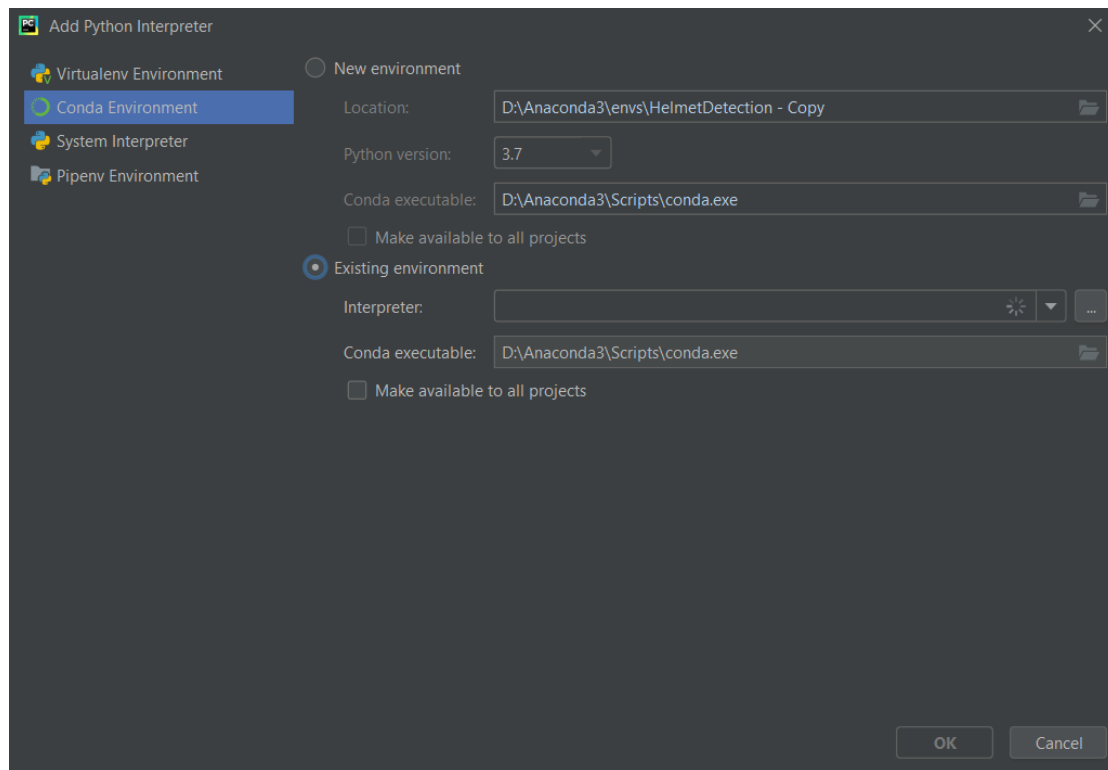 PC
Add Python Interpreter
Virtualenv Environment
Conda Environment
System Interpreter
Pipenv Environment
New environment
Location: D:\Anaconda3\envs\HelmetDetection - Copy
Python version: 3.7
Conda executable: D:\Anaconda3\Scripts\conda.exe
Make available to all projects
Existing environment
Interpreter: ...
Conda executable: D:\Anaconda3\Scripts\conda.exe
Make available to all projects
OK Cancel